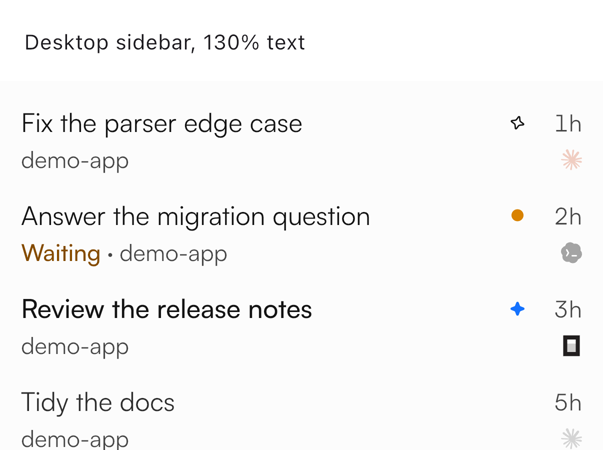 Desktop sidebar, 130% text
Fix the parser edge case 1h
demo-app
Answer the migration question 2h
Waiting · demo-app
Review the release notes 3h
demo-app
Tidy the docs 5h
demo-app